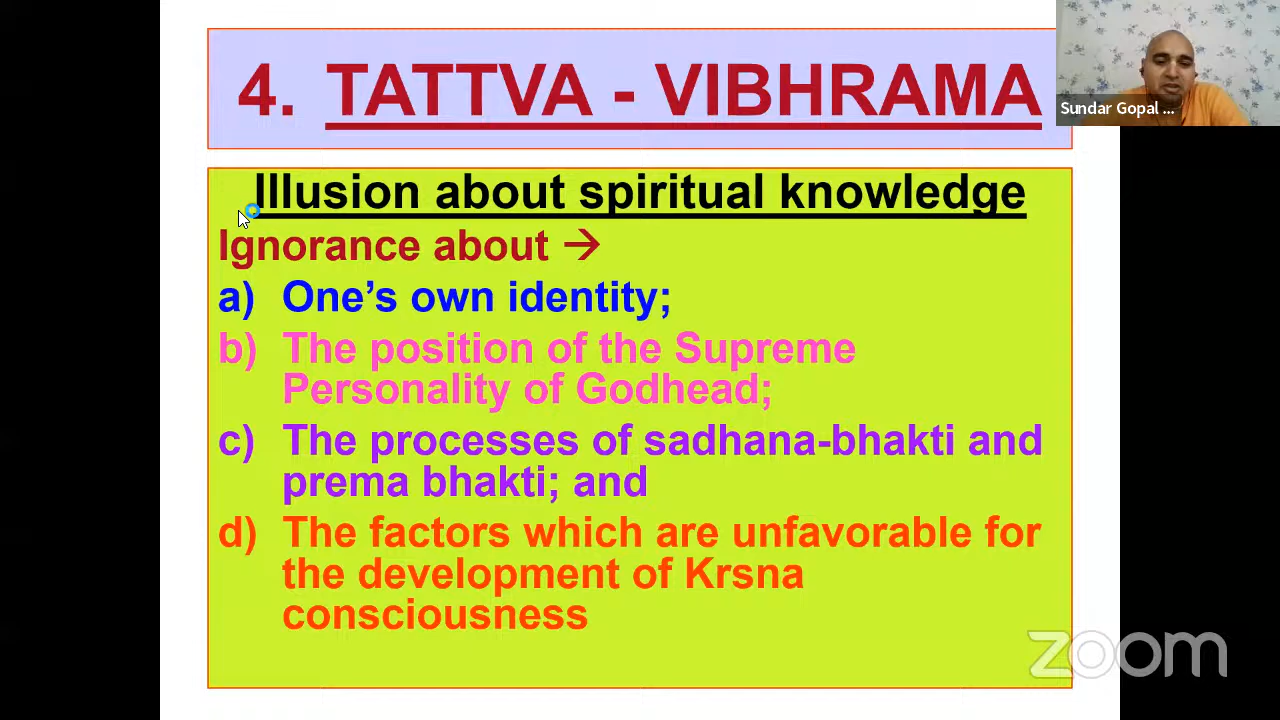 4. TATTVA - VIBHRAMA
Sundar Gopal ...
Illusion about spiritual knowledge
Ignorance about →
a) One's own identity;
b) The position of the Supreme
Personality of Godhead;
c) The processes of sadhana-bhakti and
prema bhakti; and
d) The factors which are unfavorable for
the development of Krsna
consciousness
zoom